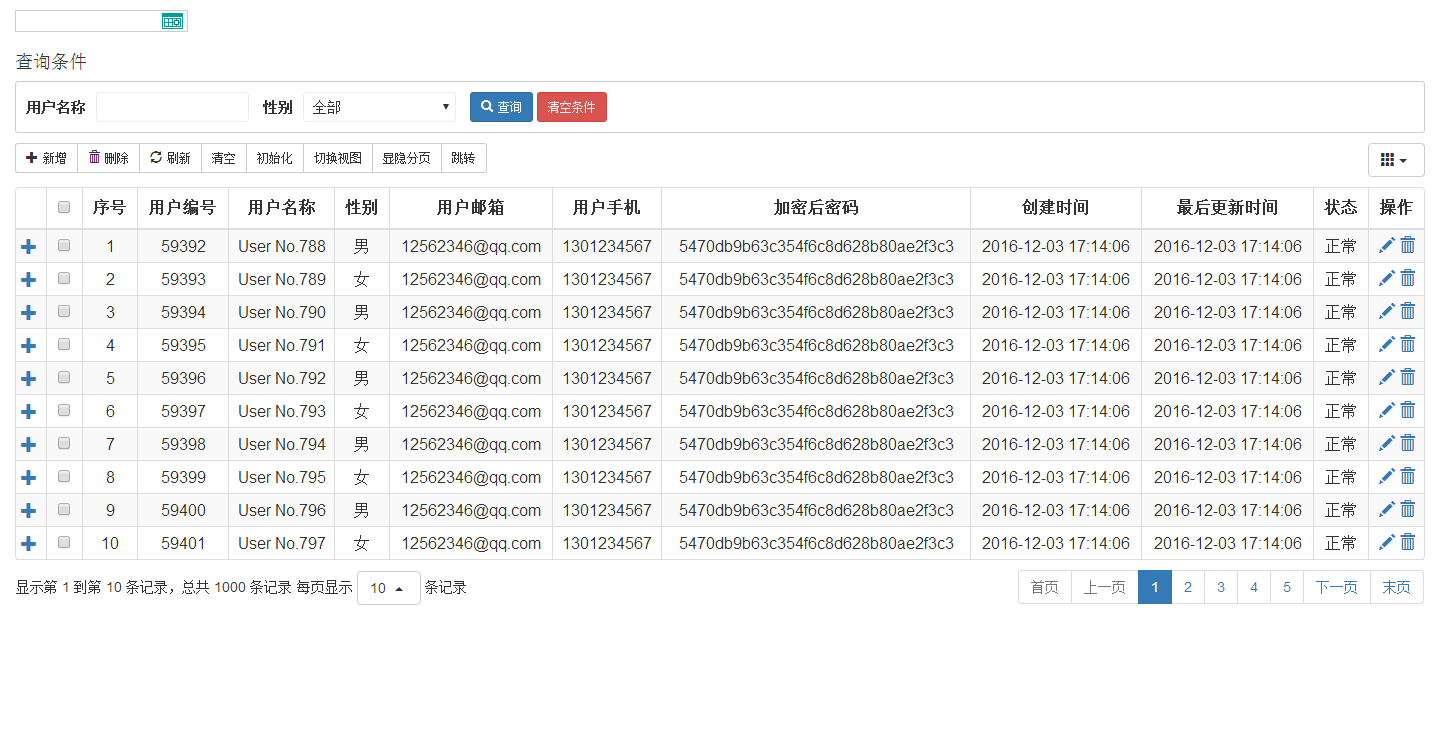 查询条件
用户名称 性别 全部 查询 清空条件
新增 删除 刷新 清空 初始化 切换视图 显隐分页 跳转
序号 用户编号 用户名称 性别 用户邮箱 用户手机 加密后密码 创建时间 最后更新时间 状态 操作
1 59392 User No.788 男 12562346@qq.com 1301234567 5470db9b63c354f6c8d628b80ae2f3c3 2016-12-03 17:14:06 2016-12-03 17:14:06 正常
2 59393 User No.789 女 12562346@qq.com 1301234567 5470db9b63c354f6c8d628b80ae2f3c3 2016-12-03 17:14:06 2016-12-03 17:14:06 正常
3 59394 User No.790 男 12562346@qq.com 1301234567 5470db9b63c354f6c8d628b80ae2f3c3 2016-12-03 17:14:06 2016-12-03 17:14:06 正常
4 59395 User No.791 女 12562346@qq.com 1301234567 5470db9b63c354f6c8d628b80ae2f3c3 2016-12-03 17:14:06 2016-12-03 17:14:06 正常
5 59396 User No.792 男 12562346@qq.com 1301234567 5470db9b63c354f6c8d628b80ae2f3c3 2016-12-03 17:14:06 2016-12-03 17:14:06 正常
6 59397 User No.793 女 12562346@qq.com 1301234567 5470db9b63c354f6c8d628b80ae2f3c3 2016-12-03 17:14:06 2016-12-03 17:14:06 正常
7 59398 User No.794 男 12562346@qq.com 1301234567 5470db9b63c354f6c8d628b80ae2f3c3 2016-12-03 17:14:06 2016-12-03 17:14:06 正常
8 59399 User No.795 女 12562346@qq.com 1301234567 5470db9b63c354f6c8d628b80ae2f3c3 2016-12-03 17:14:06 2016-12-03 17:14:06 正常
9 59400 User No.796 男 12562346@qq.com 1301234567 5470db9b63c354f6c8d628b80ae2f3c3 2016-12-03 17:14:06 2016-12-03 17:14:06 正常
10 59401 User No.797 女 12562346@qq.com 1301234567 5470db9b63c354f6c8d628b80ae2f3c3 2016-12-03 17:14:06 2016-12-03 17:14:06 正常
显示第 1 到第 10 条记录，总共 1000 条记录 每页显示 10 条记录 首页 上一页 1 2 3 4 5 下一页 末页